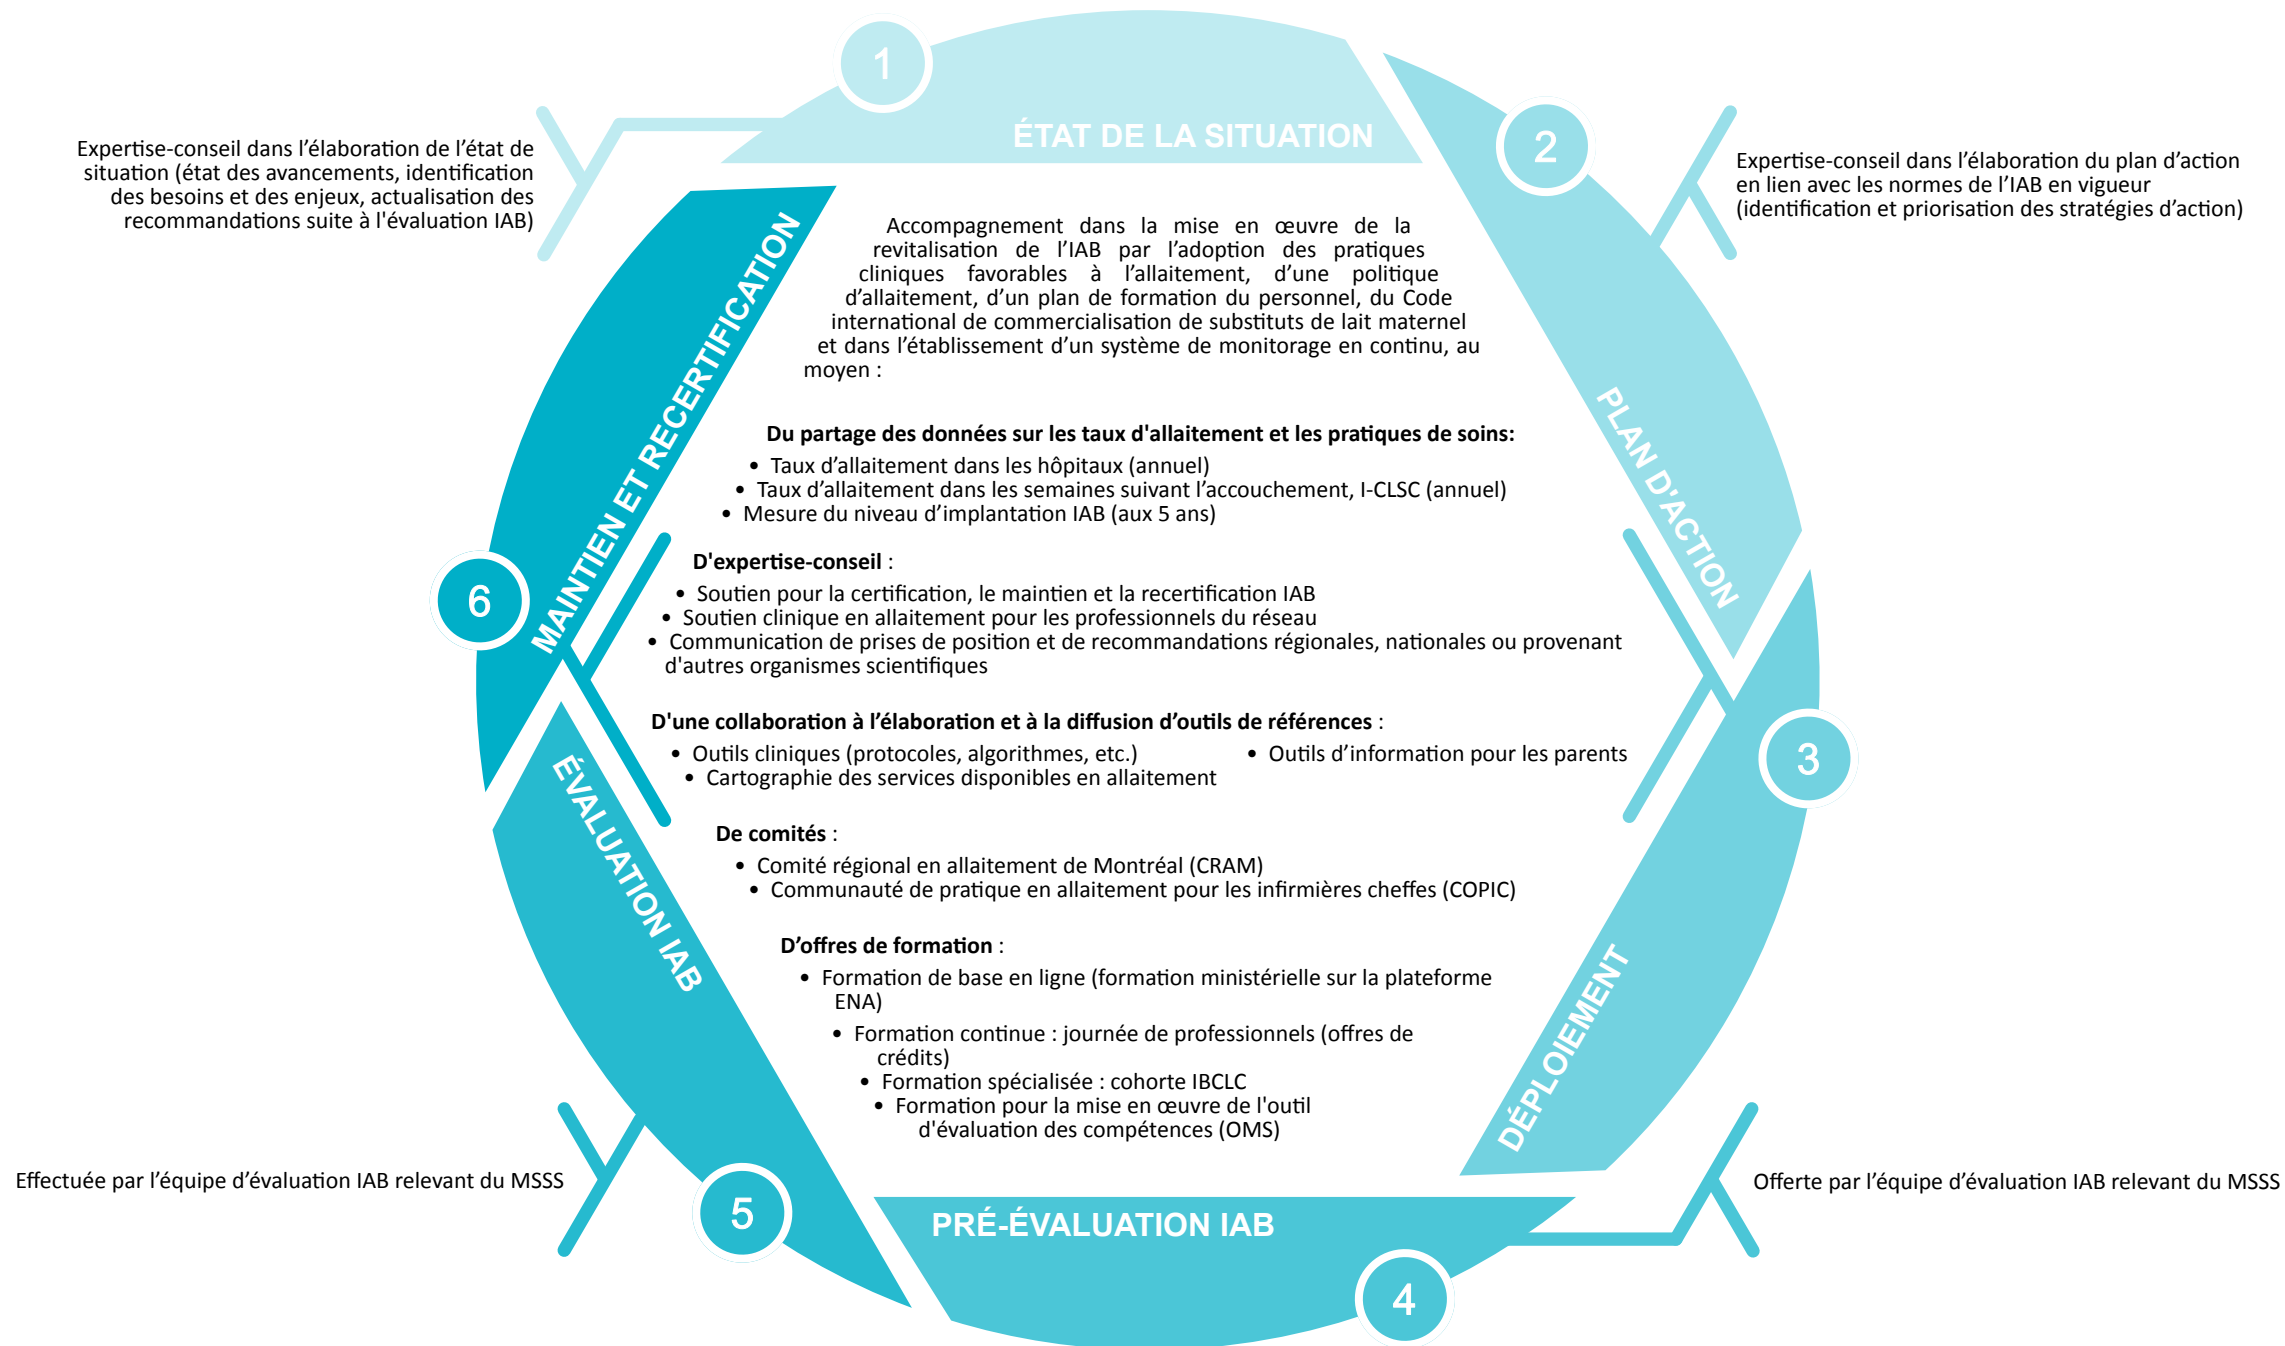 1
ÉTAT DE LA SITUATION
Expertise-conseil dans l’élaboration de l’état de
situation (état des avancements, identification
des besoins et des enjeux, actualisation des
recommandations suite à l'évaluation IAB)
2
PLAN D'ACTION
Expertise-conseil dans l’élaboration du plan d’action
en lien avec les normes de l’IAB en vigueur
(identification et priorisation des stratégies d’action)
Accompagnement dans la mise en œuvre de la
revitalisation de l’IAB par l’adoption des pratiques
cliniques favorables à l’allaitement, d’une politique
d’allaitement, d’un plan de formation du personnel, du Code
international de commercialisation de substituts de lait maternel
et dans l’établissement d’un système de monitorage en continu, au
moyen :
Du partage des données sur les taux d'allaitement et les pratiques de soins:
• Taux d’allaitement dans les hôpitaux (annuel)
• Taux d’allaitement dans les semaines suivant l’accouchement, I-CLSC (annuel)
• Mesure du niveau d’implantation IAB (aux 5 ans)
D'expertise-conseil :
• Soutien pour la certification, le maintien et la recertification IAB
• Soutien clinique en allaitement pour les professionnels du réseau
• Communication de prises de position et de recommandations régionales, nationales ou provenant
d'autres organismes scientifiques
D'une collaboration à l’élaboration et à la diffusion d’outils de références :
• Outils cliniques (protocoles, algorithmes, etc.)
• Outils d’information pour les parents
• Cartographie des services disponibles en allaitement
De comités :
• Comité régional en allaitement de Montréal (CRAM)
• Communauté de pratique en allaitement pour les infirmières cheffes (COPIC)
D’offres de formation :
• Formation de base en ligne (formation ministérielle sur la plateforme
ENA)
• Formation continue : journée de professionnels (offres de
crédits)
• Formation spécialisée : cohorte IBCLC
• Formation pour la mise en œuvre de l'outil
d'évaluation des compétences (OMS)
3
DÉPLOIEMENT
4
PRÉ-ÉVALUATION IAB
Offerte par l’équipe d’évaluation IAB relevant du MSSS
5
ÉVALUATION IAB
Effectuée par l’équipe d’évaluation IAB relevant du MSSS
6
MAINTIEN ET RECERTIFICATION